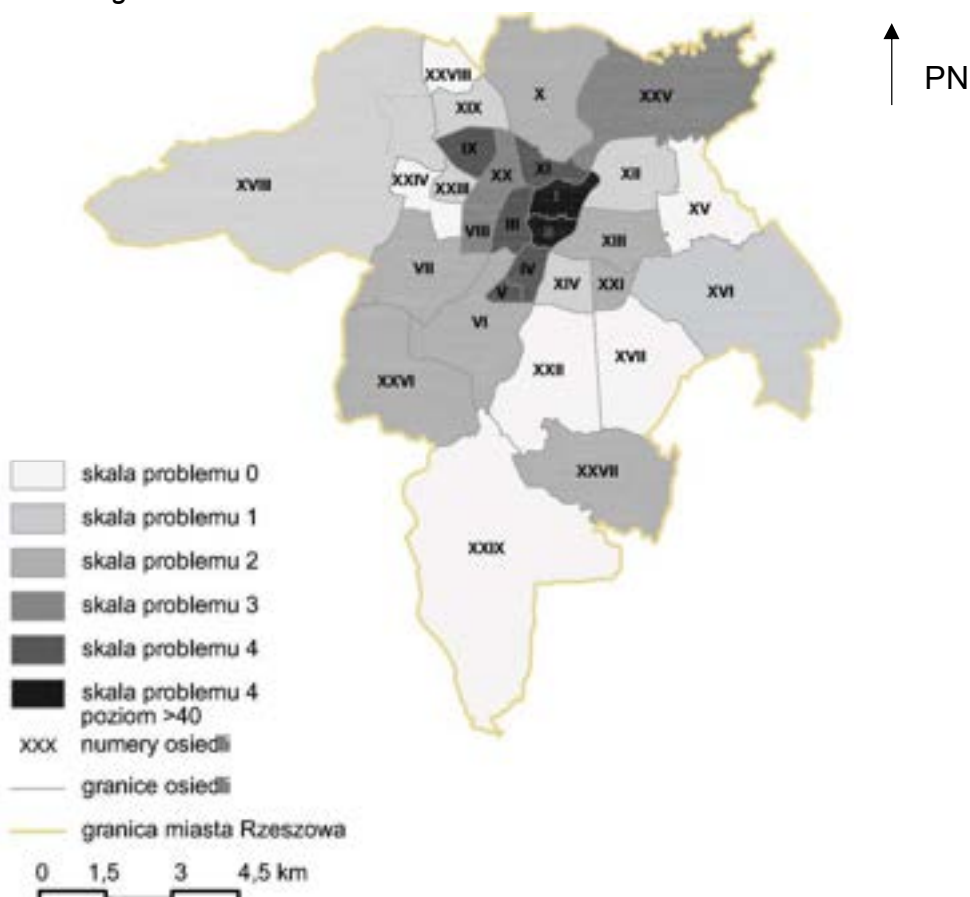 PN
XXVIII
X
XXV
XIX
IX
XX
XI
XII
XVIII
XXIV
XXIII
I
XV
VIII
III
II
XIII
VII
IV
XIV
XXI
V
XVI
VI
XXII
XVII
XXVI
XXVII
XXIX
skala problemu 0
skala problemu 1
skala problemu 2
skala problemu 3
skala problemu 4
skala problemu 4
poziom >40
XXX numery osiedli
granice osiedli
granica miasta Rzeszowa
0 1,5 3 4,5 km